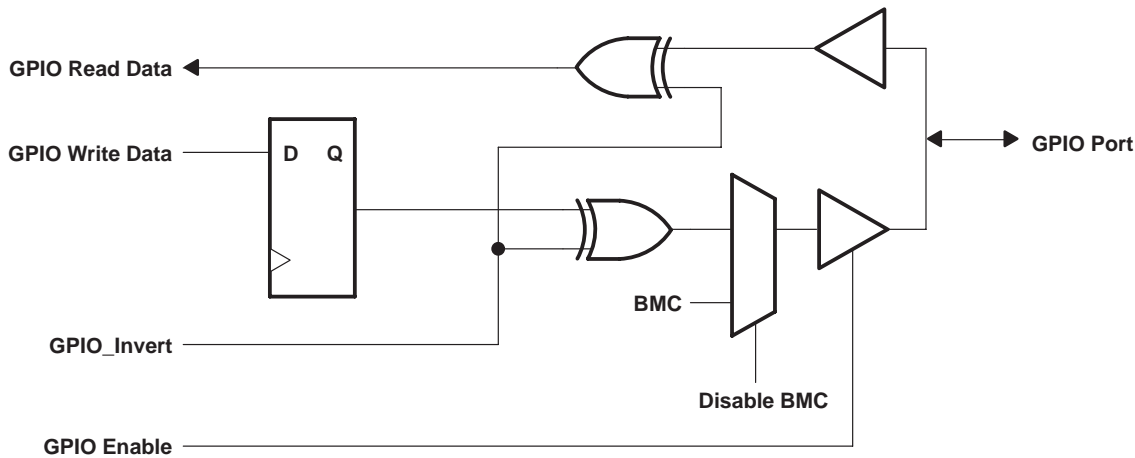 GPIO Read Data
GPIO Write Data
D Q
GPIO Port
BMC
GPIO_Invert
Disable BMC
GPIO Enable